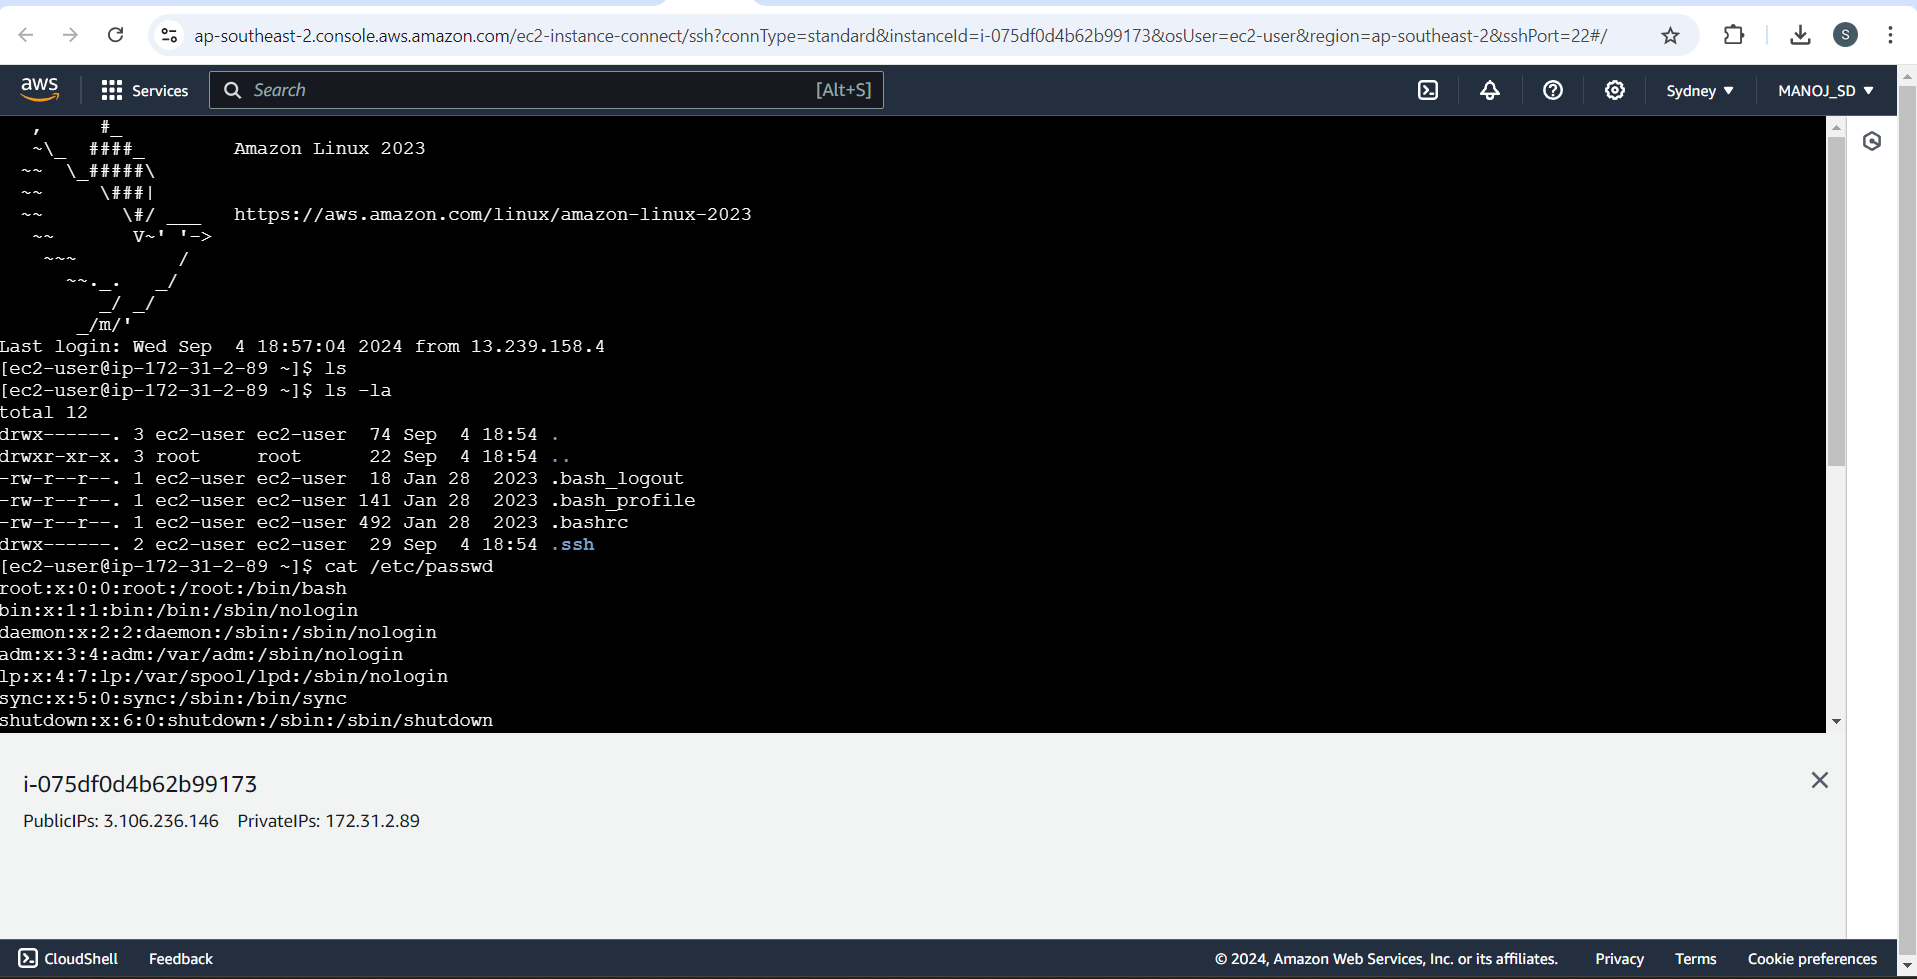 ap-southeast-2.console.aws.amazon.com/ec2-instance-connect/ssh?connType=standard&instanceId=i-075df0d4b62b99173&osUser=ec2-user&region=ap-southeast-2&sshPort=22#/
S
aws
Services
Search
[Alt+S]
Sydney
MANOJ_SD
   ,     #_
   ~\_  ####_        Amazon Linux 2023
  ~~  \_#####\
  ~~     \###|
  ~~       \#/ ___   https://aws.amazon.com/linux/amazon-linux-2023
   ~~       V~' '->
    ~~~         /
      ~~._.   _/
         _/ _/
       _/m/'
Last login: Wed Sep  4 18:57:04 2024 from 13.239.158.4
[ec2-user@ip-172-31-2-89 ~]$ ls
[ec2-user@ip-172-31-2-89 ~]$ ls -la
total 12
drwx------. 3 ec2-user ec2-user  74 Sep  4 18:54 .
drwxr-xr-x. 3 root     root      22 Sep  4 18:54 ..
-rw-r--r--. 1 ec2-user ec2-user  18 Jan 28  2023 .bash_logout
-rw-r--r--. 1 ec2-user ec2-user 141 Jan 28  2023 .bash_profile
-rw-r--r--. 1 ec2-user ec2-user 492 Jan 28  2023 .bashrc
drwx------. 2 ec2-user ec2-user  29 Sep  4 18:54 .ssh
[ec2-user@ip-172-31-2-89 ~]$ cat /etc/passwd
root:x:0:0:root:/root:/bin/bash
bin:x:1:1:bin:/bin:/sbin/nologin
daemon:x:2:2:daemon:/sbin:/sbin/nologin
adm:x:3:4:adm:/var/adm:/sbin/nologin
lp:x:4:7:lp:/var/spool/lpd:/sbin/nologin
sync:x:5:0:sync:/sbin:/bin/sync
shutdown:x:6:0:shutdown:/sbin:/sbin/shutdown
i-075df0d4b62b99173
PublicIPs: 3.106.236.146 PrivateIPs: 172.31.2.89
CloudShell
Feedback
© 2024, Amazon Web Services, Inc. or its affiliates.
Privacy
Terms
Cookie preferences